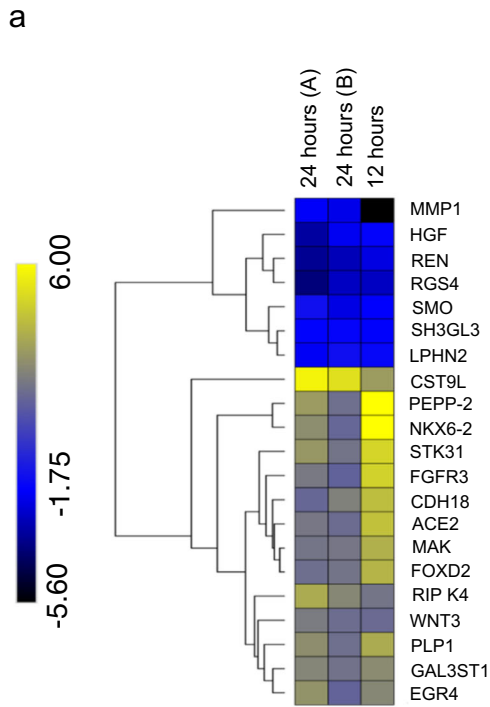 a
24 hours (A)
24 hours (B)
12 hours
6.00
-1.75
-5.60
MMP1
HGF
REN
RGS4
SMO
SH3GL3
LPHN2
CST9L
PEPP-2
NKX6-2
STK31
FGFR3
CDH18
ACE2
MAK
FOXD2
RIP K4
WNT3
PLP1
GAL3ST1
EGR4